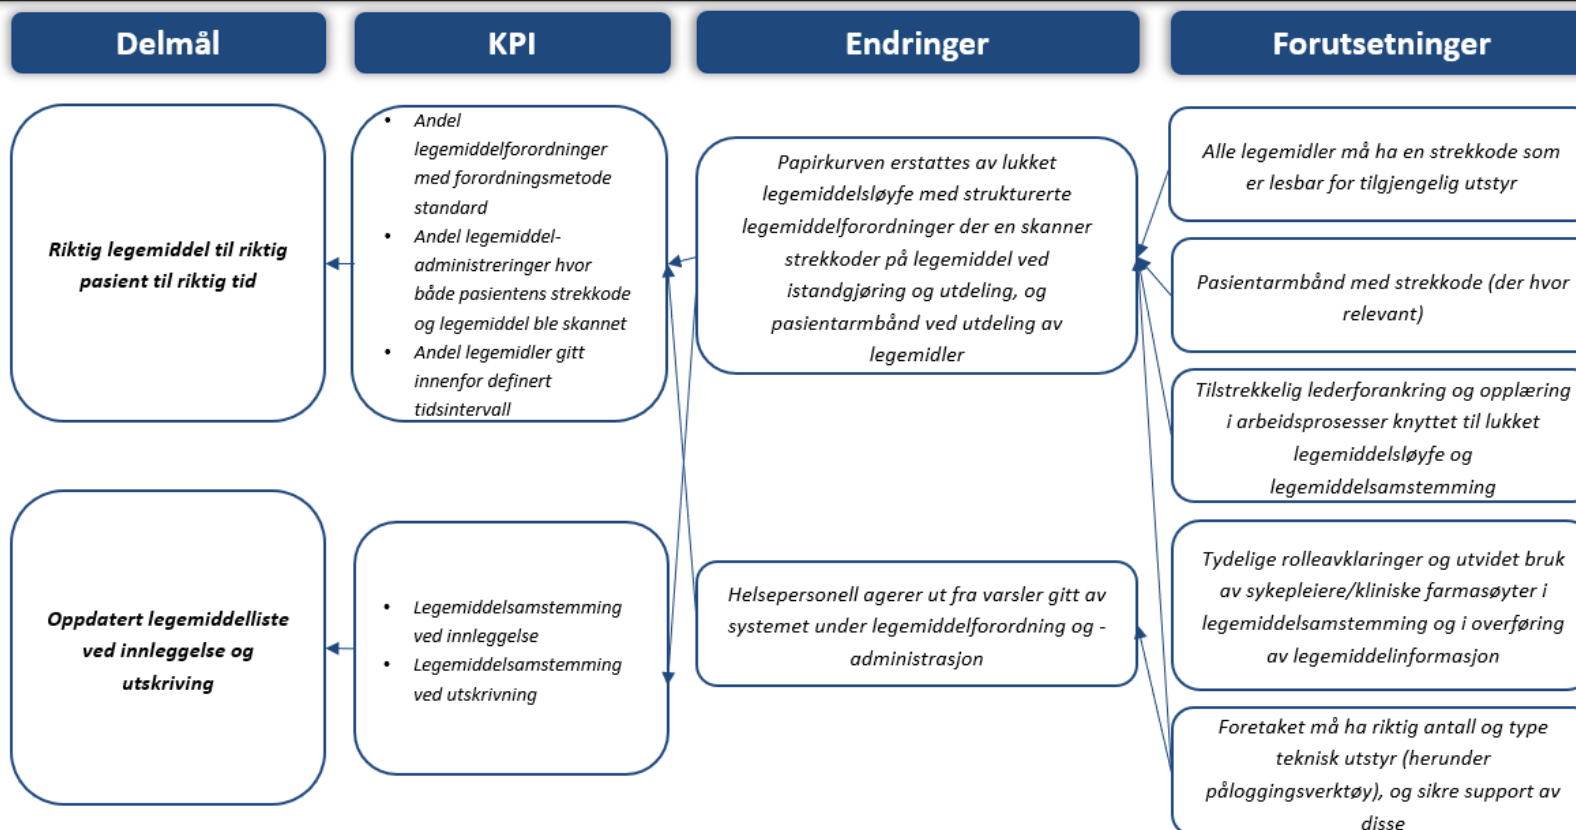 Delmål
KPI
Endringer
Forutsetninger
Riktig legemiddel til riktig
pasient til riktig tid
Oppdatert legemiddelliste
ved innleggelse og
utskriving
• Andel
legemiddelforordninger
med forordningsmetode
standard
• Andel legemiddel-
administreringer hvor
både pasientens strekkode
og legemiddel ble skannet
• Andel legemidler gitt
innenfor definert
tidsintervall
• Legemiddelsamstemming
ved innleggelse
• Legemiddelsamstemming
ved utskrivning
Papirkurven erstattes av lukket
legemiddelsløyfe med strukturerte
legemiddelforordninger der en skanner
strekkoder på legemiddel ved
istandgjøring og utdeling, og
pasientarmbånd ved utdeling av
legemidler
Helsepersonell agerer ut fra varsler gitt av
systemet under legemiddelforordning og -
administrasjon
Alle legemidler må ha en strekkode som
er lesbar for tilgjengelig utstyr
Pasientarmbånd med strekkode (der hvor
relevant)
Tilstrekkelig lederforankring og opplæring
i arbeidsprosesser knyttet til lukket
legemiddelsløyfe og
legemiddelsamstemming
Tydelige rolleavklaringer og utvidet bruk
av sykepleiere/kliniske farmasøyter i
legemiddelsamstemming og i overføring
av legemiddelinformasjon
Foretaket må ha riktig antall og type
teknisk utstyr (herunder
påloggingsverktøy), og sikre support av
disse